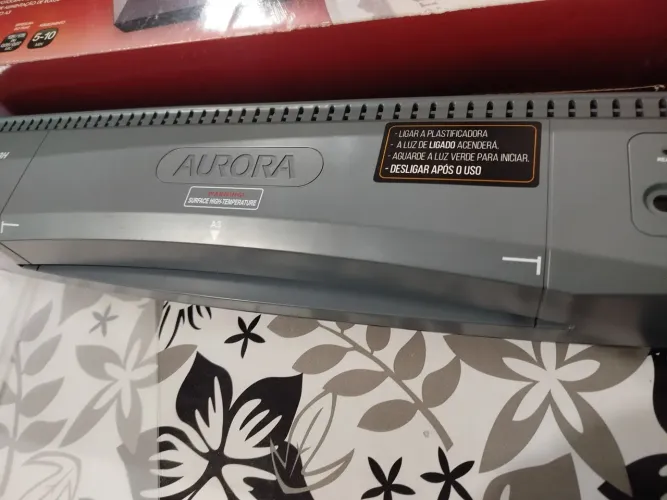 5-10
AURORA
SURFACE HIGH-TEMPERATURE
A5
- LIGAR A PLASTIFICADORA
- A LUZ DE LIGADO ACENDERÁ.
- AGUARDE A LUZ VERDE PARA INICIAR.
- DESLIGAR APÓS O USO